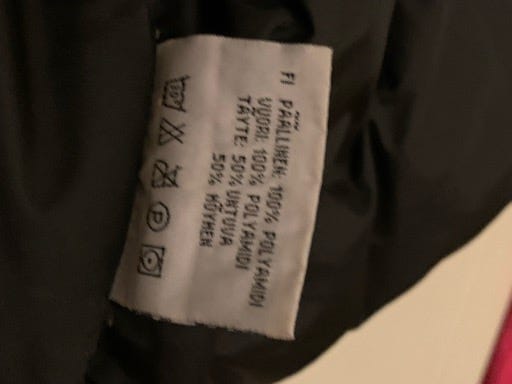 FI PÄÄLLINEN: 100% POLYAMIDI
VUORI: 100% POLYAMIDI
TÄYTE: 50% UNTUVA
50% HÖYHEN
P